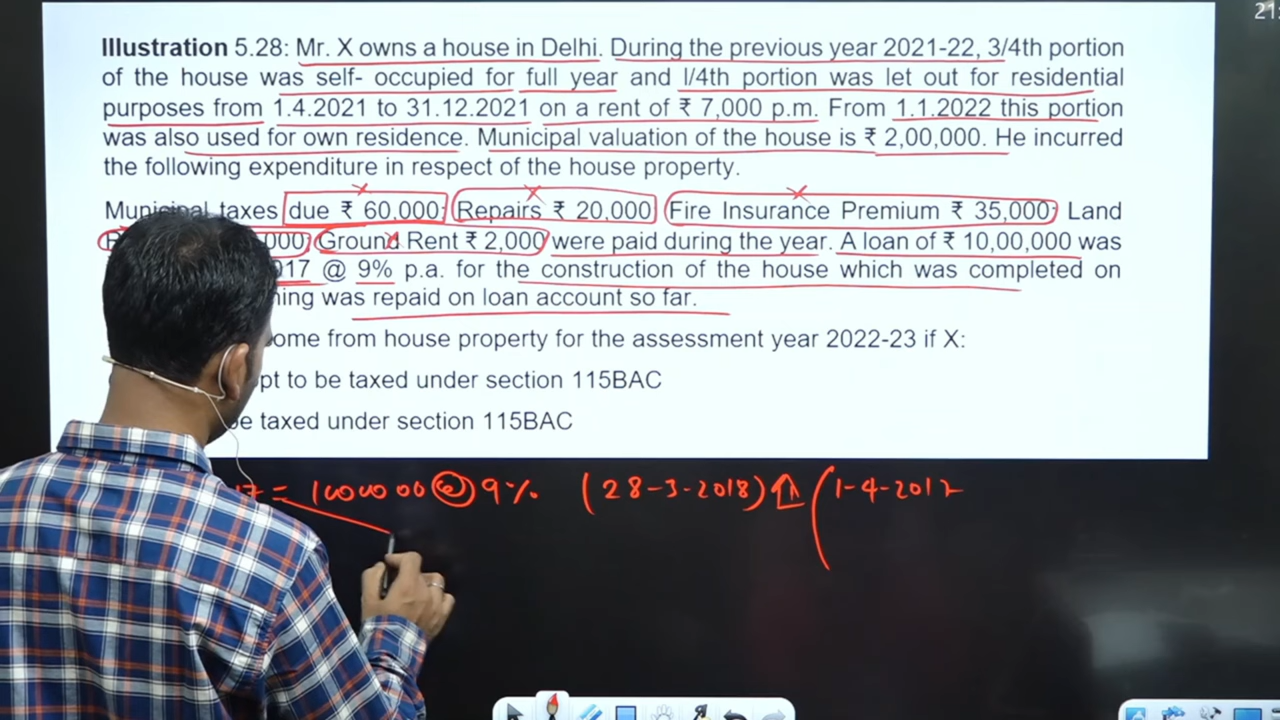 21:
Illustration 5.28: Mr. X owns a house in Delhi. During the previous year 2021-22, 3/4th portion
of the house was self- occupied for full year and I/4th portion was let out for residential
purposes from 1.4.2021 to 31.12.2021 on a rent of ₹ 7,000 p.m. From 1.1.2022 this portion
was also used for own residence. Municipal valuation of the house is ₹ 2,00,000. He incurred
the following expenditure in respect of the house property.
Municipal taxes due ₹ 60,000; Repairs ₹ 20,000 Fire Insurance Premium ₹ 35,000; Land
000; Ground Rent ₹ 2,000 were paid during the year. A loan of ₹ 10,00,000 was
017 @ 9% p.a. for the construction of the house which was completed on
was repaid on loan account so far.
ome from house property for the assessment year 2022-23 if X:
pt to be taxed under section 115BAC
be taxed under section 115BAC
17 = 1000000 @ 9% (28-3-2018) (1-4-2017